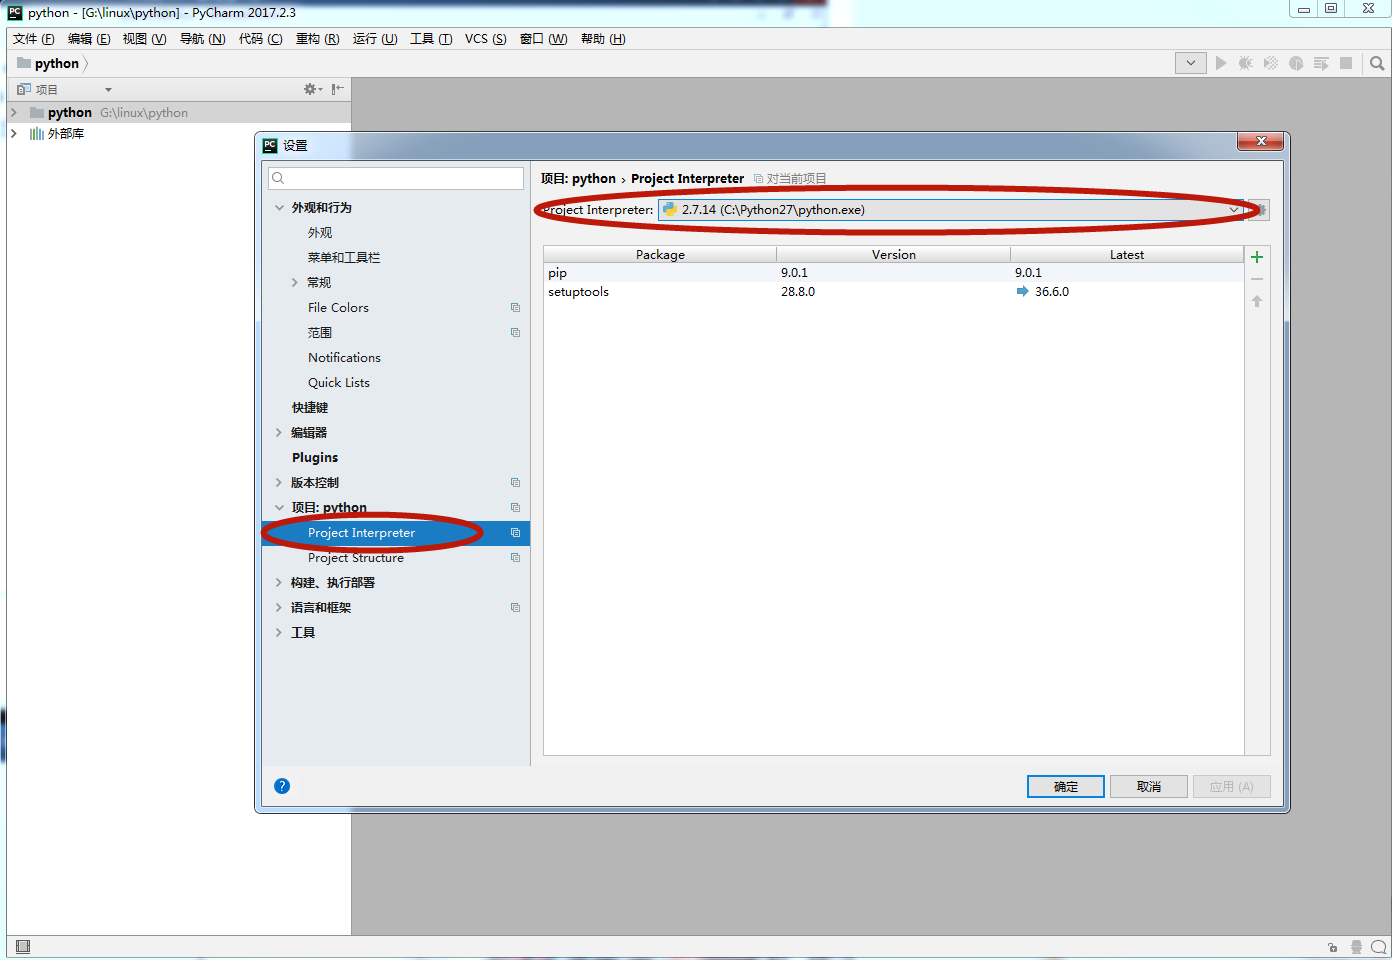 python - [G:\linux\python] - PyCharm 2017.2.3
文件 (F) 编辑 (E) 视图 (V) 导航 (N) 代码 (C) 重构 (R) 运行 (U) 工具 (T) VCS (S) 窗口 (W) 帮助 (H)
python
项目
python G:\linux\python
外部库
设置
外观和行为
外观
菜单和工具栏
常规
File Colors
范围
Notifications
Quick Lists
快捷键
编辑器
Plugins
版本控制
项目: python
Project Interpreter
Project Structure
构建、执行部署
语言和框架
工具
项目: python › Project Interpreter 对当前项目
Project Interpreter: 2.7.14 (C:\Python27\python.exe)
Package Version Latest
pip 9.0.1 9.0.1
setuptools 28.8.0 36.6.0
确定 取消 应用 (A)